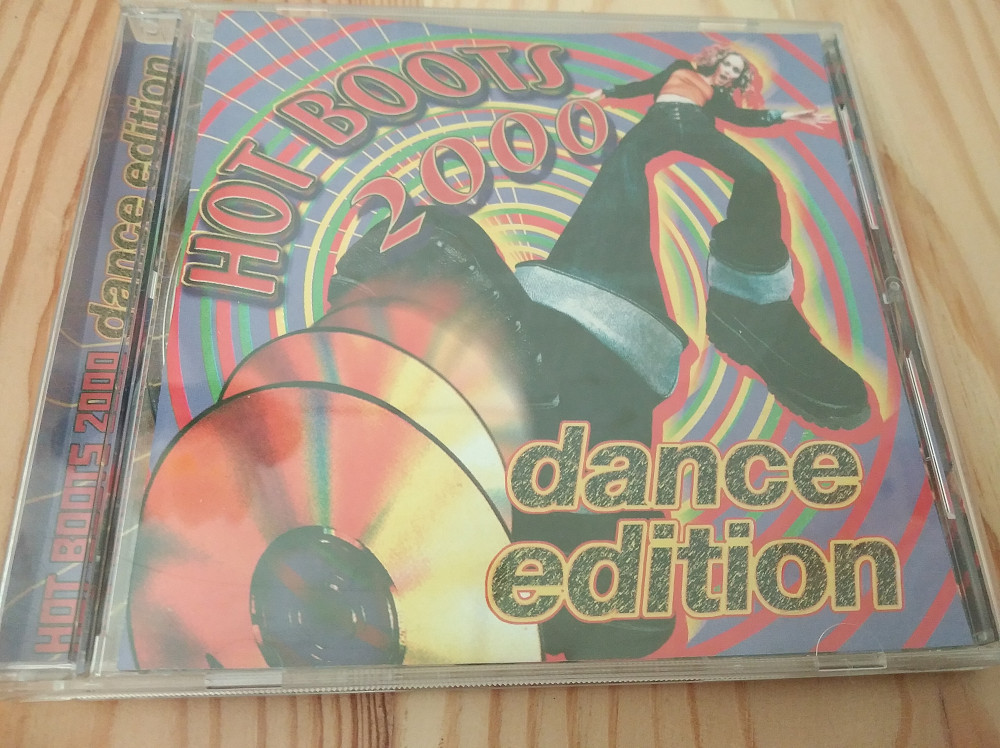 HOT BOOTS
2000
dance
edition
HOT BOOTS 2000 dance edition